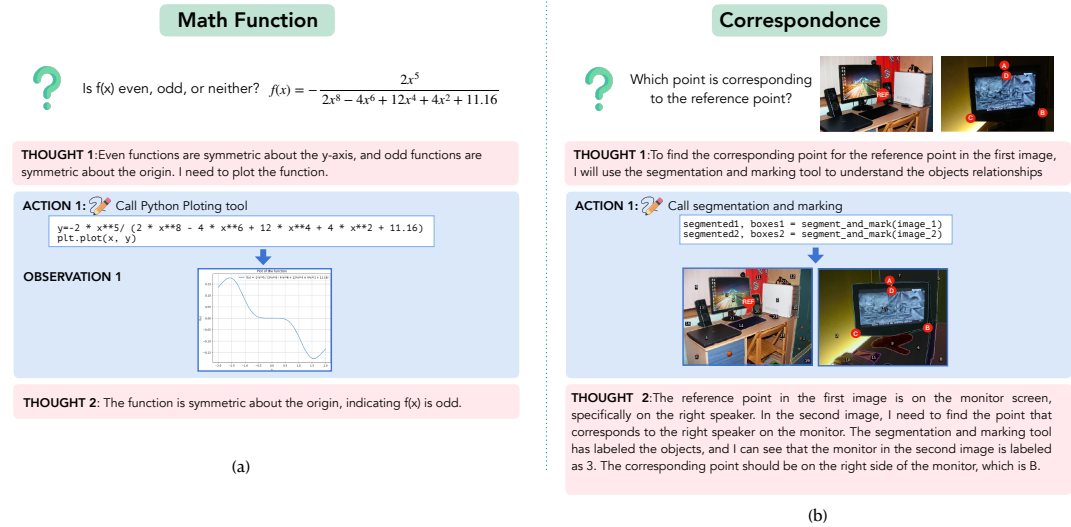 Math Function
Is f(x) even, odd, or neither? f(x) = − 2x⁵ / (2x⁸ − 4x⁶ + 12x⁴ + 4x² + 11.16)
THOUGHT 1:Even functions are symmetric about the y-axis, and odd functions are
symmetric about the origin. I need to plot the function.
ACTION 1: Call Python Ploting tool
y=-2 * x**5/ (2 * x**8 - 4 * x**6 + 12 * x**4 + 4 * x**2 + 11.16)
plt.plot(x, y)
OBSERVATION 1
Plot of the function
THOUGHT 2: The function is symmetric about the origin, indicating f(x) is odd.
(a)
Correspondonce
Which point is corresponding
to the reference point?
REF
A
D
B
C
THOUGHT 1:To find the corresponding point for the reference point in the first image,
I will use the segmentation and marking tool to understand the objects relationships
ACTION 1: Call segmentation and marking
segmented1, boxes1 = segment_and_mark(image_1)
segmented2, boxes2 = segment_and_mark(image_2)
REF
A
D
B
C
THOUGHT 2:The reference point in the first image is on the monitor screen,
specifically on the right speaker. In the second image, I need to find the point that
corresponds to the right speaker on the monitor. The segmentation and marking tool
has labeled the objects, and I can see that the monitor in the second image is labeled
as 3. The corresponding point should be on the right side of the monitor, which is B.
(b)